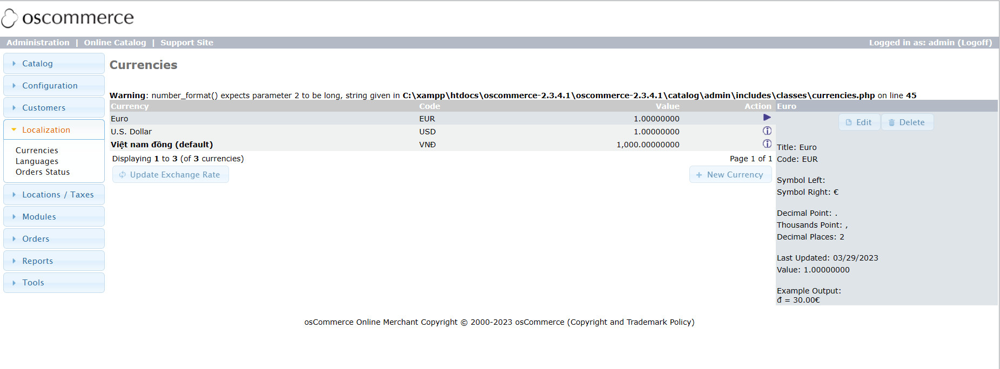 oscommerce
Administration | Online Catalog | Support Site
Logged in as: admin (Logoff)
Catalog
Configuration
Customers
Localization
Currencies
Languages
Orders Status
Locations / Taxes
Modules
Orders
Reports
Tools
Currencies
Warning: number_format() expects parameter 2 to be long, string given in C:\xampp\htdocs\oscommerce-2.3.4.1\oscommerce-2.3.4.1\catalog\admin\includes\classes\currencies.php on line 45
Currency Code Value Action
Euro EUR 1.00000000
U.S. Dollar USD 1.00000000
Việt nam đồng (default) VNĐ 1,000.00000000
Displaying 1 to 3 (of 3 currencies) Page 1 of 1
Update Exchange Rate
+ New Currency
Euro
Edit Delete
Title: Euro
Code: EUR
Symbol Left:
Symbol Right: €
Decimal Point: .
Thousands Point: ,
Decimal Places: 2
Last Updated: 03/29/2023
Value: 1.00000000
Example Output:
đ = 30.00€
osCommerce Online Merchant Copyright © 2000-2023 osCommerce (Copyright and Trademark Policy)